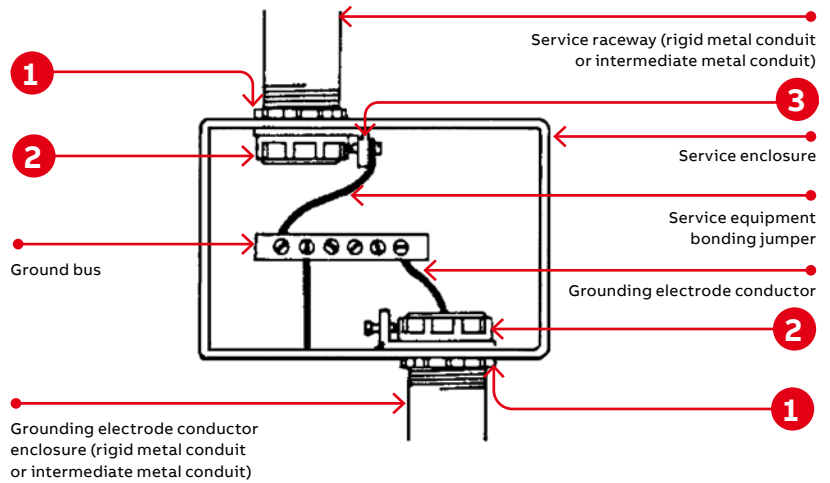 Service raceway (rigid metal conduit
or intermediate metal conduit)
1
3
2
Service enclosure
Service equipment
bonding jumper
Ground bus
Grounding electrode conductor
2
1
Grounding electrode conductor
enclosure (rigid metal conduit
or intermediate metal conduit)